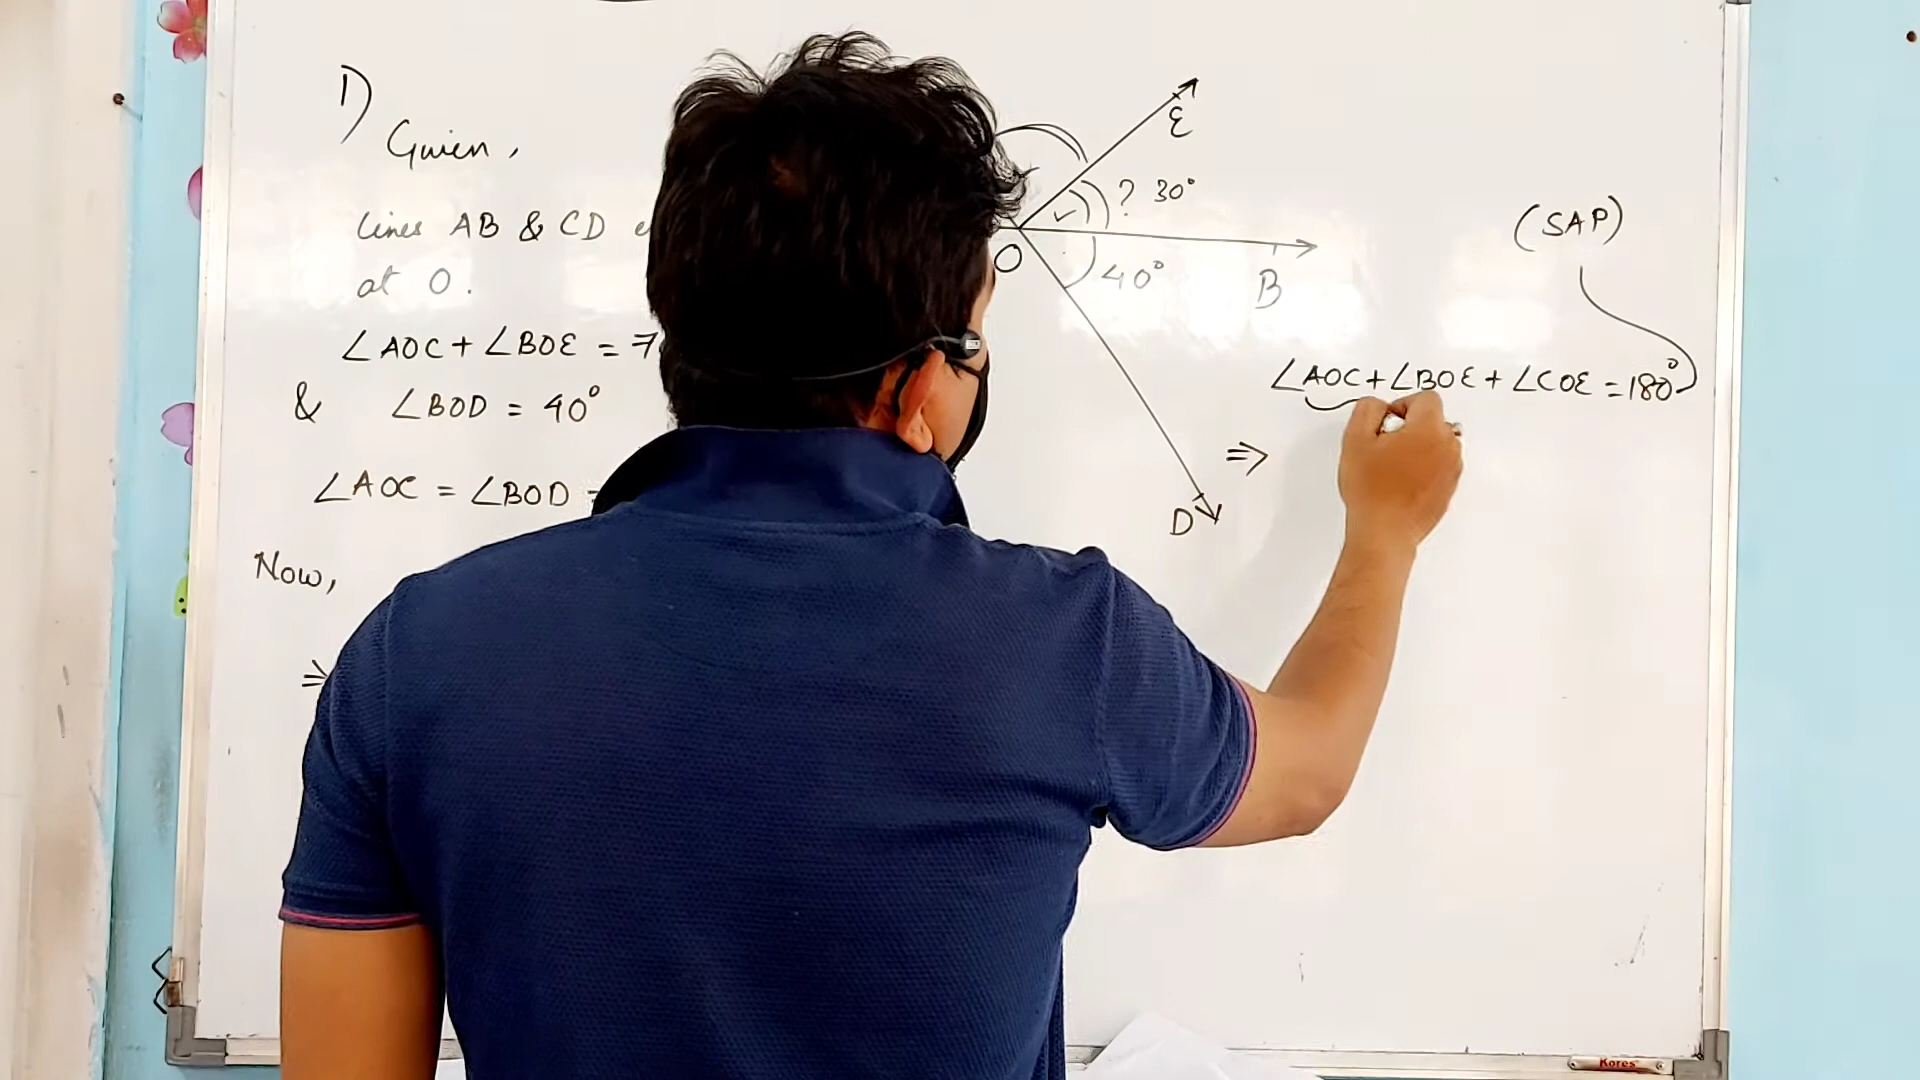 1)
Given,
lines AB & CD
at O.
∠AOC + ∠BOE = 7
& ∠BOD = 40°
∠AOC = ∠BOD =
Now,
⇒
E
? 30°
O
40°
B
D
(SAP)
∠AOC + ∠BOE + ∠COE = 180°
⇒
Kores